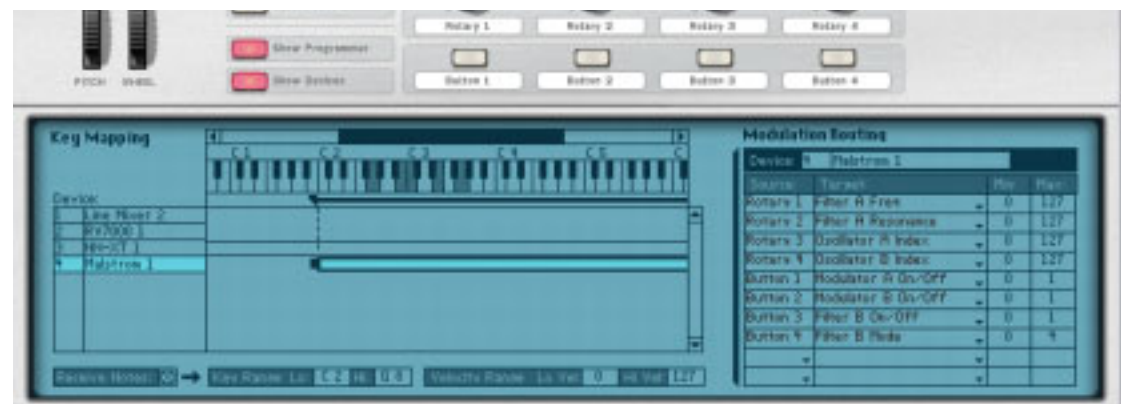 Rotary 1 Rotary 2 Rotary 3 Rotary 4
Show Programmer
Show Devices
PITCH WHEEL
Button 1 Button 2 Button 3 Button 4
Key Mapping
Modulation Routing
C 1 C 2 C 3 C 4 C 5 C
Device: 4 Malstrom 1
Source: Target: Min: Max:
Device:
1 Line Mixer 2
2 RV7000 1
3 NN-XT 1
4 Malstrom 1
Rotary 1 Filter A Freq 0 127
Rotary 2 Filter A Resonance 0 127
Rotary 3 Oscillator A Index 0 127
Rotary 4 Oscillator B Index 0 127
Button 1 Modulator A On/Off 0 1
Button 2 Modulator B On/Off 0 1
Button 3 Filter B On/Off 0 1
Button 4 Filter B Mode 0 4
Receive Notes: Key Range: Lo C 2 Hi G 8 Velocity Range: Lo Vel 0 Hi Vel 127